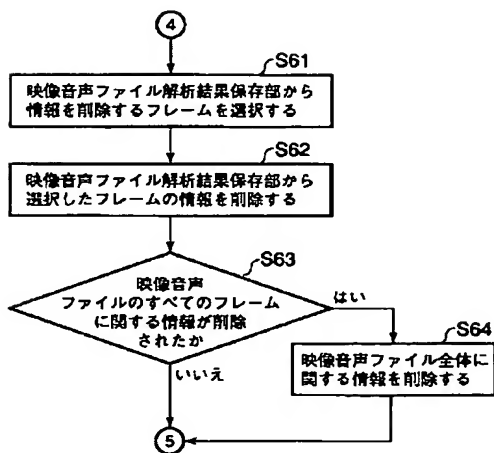 4
S61
映像音声ファイル解析結果保存部から
情報を削除するフレームを選択する
S62
映像音声ファイル解析結果保存部から
選択したフレームの情報を削除する
S63
映像音声
ファイルのすべてのフレーム
に関する情報が削除
されたか
はい
いいえ
S64
映像音声ファイル全体に
関する情報を削除する
5